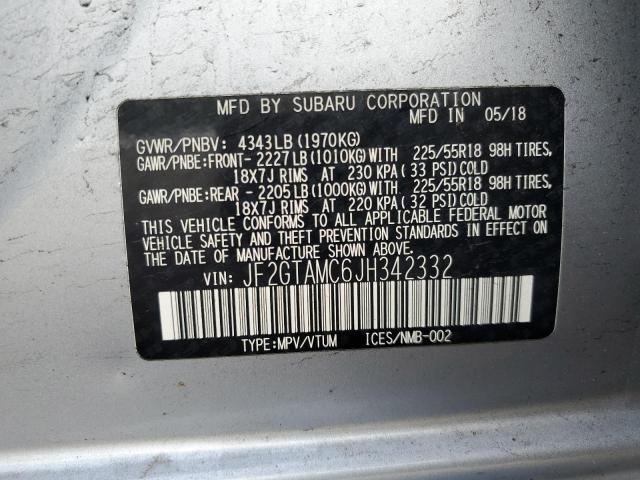 MFD BY SUBARU CORPORATION
MFD IN 05/18
GVWR/PNBV: 4343LB(1970KG)
GAWR/PNBE:FRONT-2227LB(1010KG)WITH 225/55R18 98H TIRES,
18X7J RIMS AT 230 KPA(33 PSI)COLD
GAWR/PNBE:REAR -2205LB(1000KG)WITH 225/55R18 98H TIRES,
18X7J RIMS AT 220 KPA(32 PSI)COLD
THIS VEHICLE CONFORMS TO ALL APPLICABLE FEDERAL MOTOR
VEHICLE SAFETY AND THEFT PREVENTION STANDARDS IN EFFECT ON
THE DATE OF MANUFACTURE SHOWN ABOVE.
VIN: JF2GTAMC6JH342332
TYPE:MPV/VTUM ICES/NMB-002